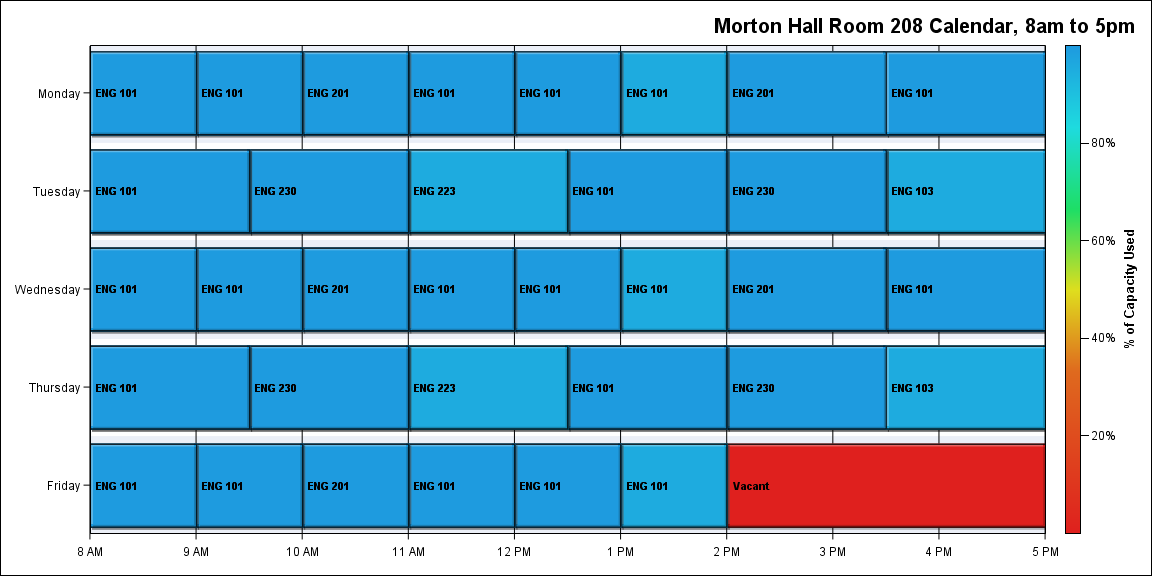 Morton Hall Room 208 Calendar, 8am to 5pm
Monday
ENG 101
ENG 101
ENG 201
ENG 101
ENG 101
ENG 101
ENG 201
ENG 101
Tuesday
ENG 101
ENG 230
ENG 223
ENG 101
ENG 230
ENG 103
Wednesday
ENG 101
ENG 101
ENG 201
ENG 101
ENG 101
ENG 101
ENG 201
ENG 101
Thursday
ENG 101
ENG 230
ENG 223
ENG 101
ENG 230
ENG 103
Friday
ENG 101
ENG 101
ENG 201
ENG 101
ENG 101
ENG 101
Vacant
8 AM
9 AM
10 AM
11 AM
12 PM
1 PM
2 PM
3 PM
4 PM
5 PM
80%
60%
40%
20%
% of Capacity Used